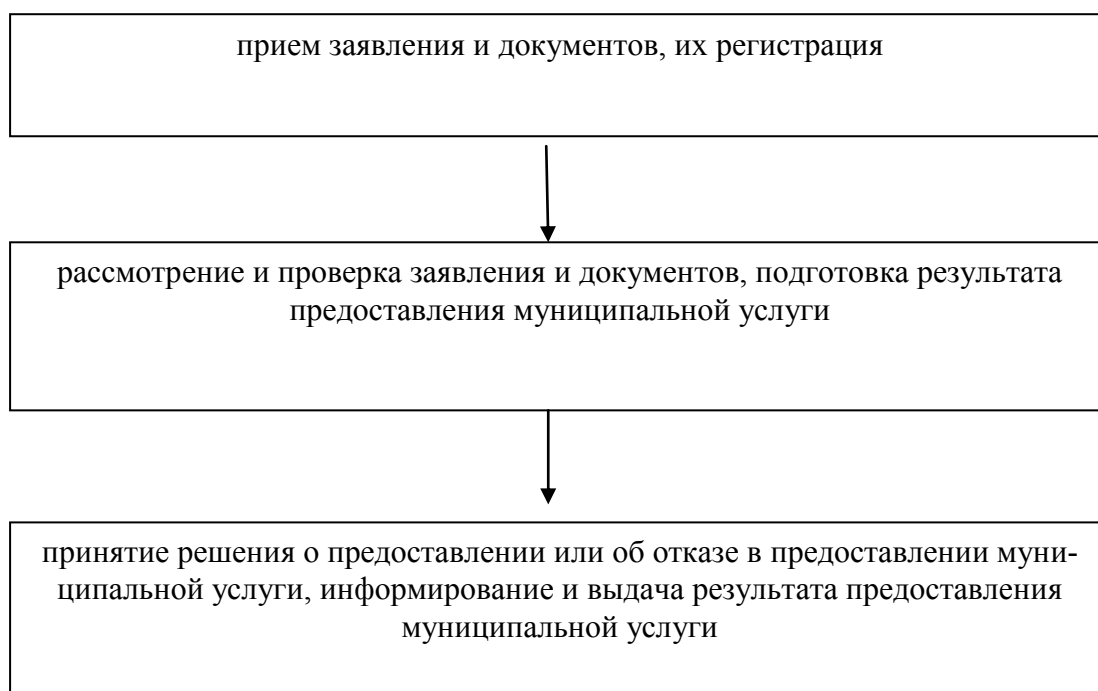 прием заявления и документов, их регистрация
рассмотрение и проверка заявления и документов, подготовка результата
предоставления муниципальной услуги
принятие решения о предоставлении или об отказе в предоставлении муни-
ципальной услуги, информирование и выдача результата предоставления
муниципальной услуги